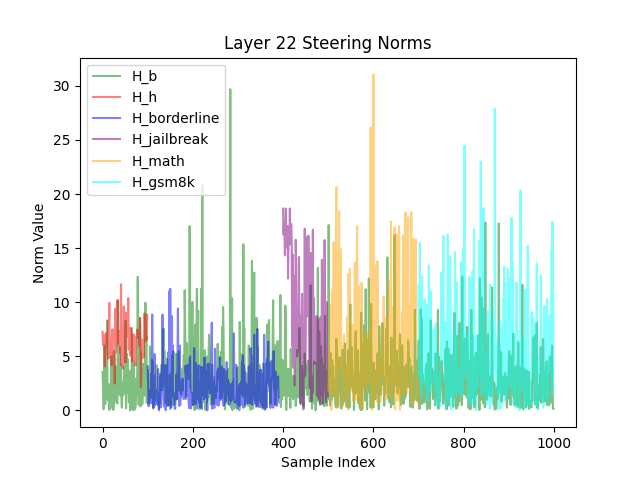 Layer 22 Steering Norms
H_b
H_h
H_borderline
H_jailbreak
H_math
H_gsm8k
Norm Value
30
25
20
15
10
5
0
0 200 400 600 800 1000
Sample Index